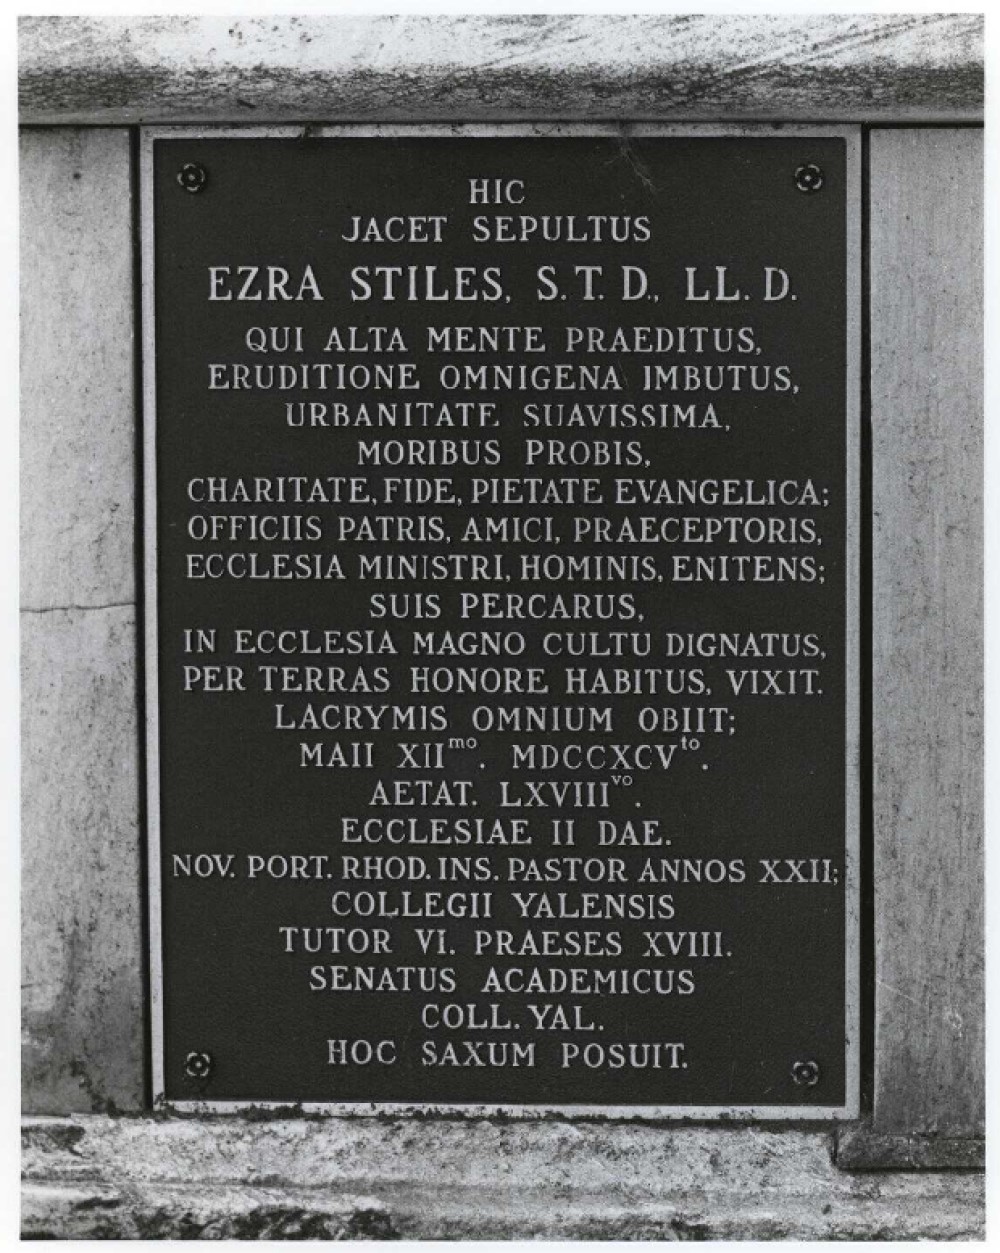 HIC
JACET SEPULTUS
EZRA STILES, S.T.D., LL.D.
QUI ALTA MENTE PRAEDITUS,
ERUDITIONE OMNIGENA IMBUTUS,
URBANITATE SUAVISSIMA,
MORIBUS PROBIS,
CHARITATE, FIDE, PIETATE EVANGELICA;
OFFICIIS PATRIS, AMICI, PRAECEPTORIS,
ECCLESIA MINISTRI, HOMINIS, ENITENS;
SUIS PERCARUS,
IN ECCLESIA MAGNO CULTU DIGNATUS,
PER TERRAS HONORE HABITUS, VIXIT.
LACRYMIS OMNIUM OBIIT;
MAII XIImo. MDCCXCVto.
AETAT. LXVIIIvo.
ECCLESIAE II DAE.
NOV. PORT. RHOD. INS. PASTOR ANNOS XXII;
COLLEGII YALENSIS
TUTOR VI. PRAESES XVIII.
SENATUS ACADEMICUS
COLL. YAL.
HOC SAXUM POSUIT.